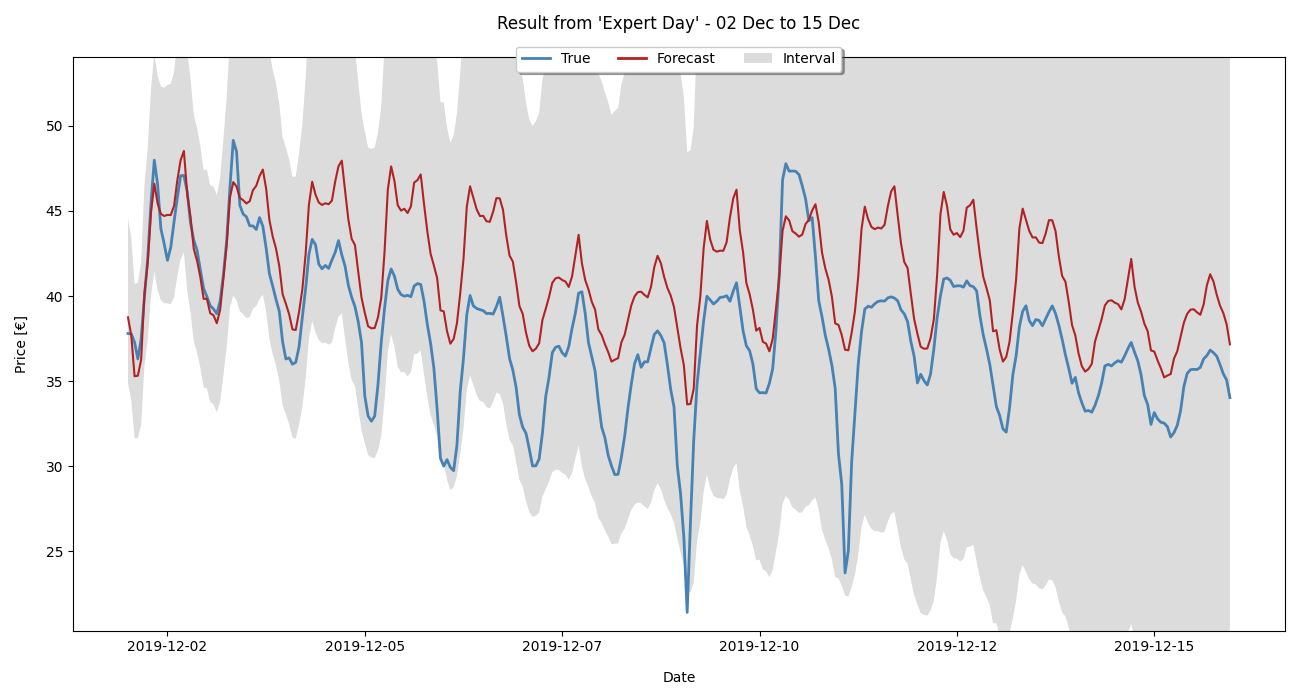 Result from 'Expert Day' - 02 Dec to 15 Dec
True Forecast Interval
50
45
40
35
30
25
Price [€]
2019-12-02 2019-12-05 2019-12-07 2019-12-10 2019-12-12 2019-12-15
Date